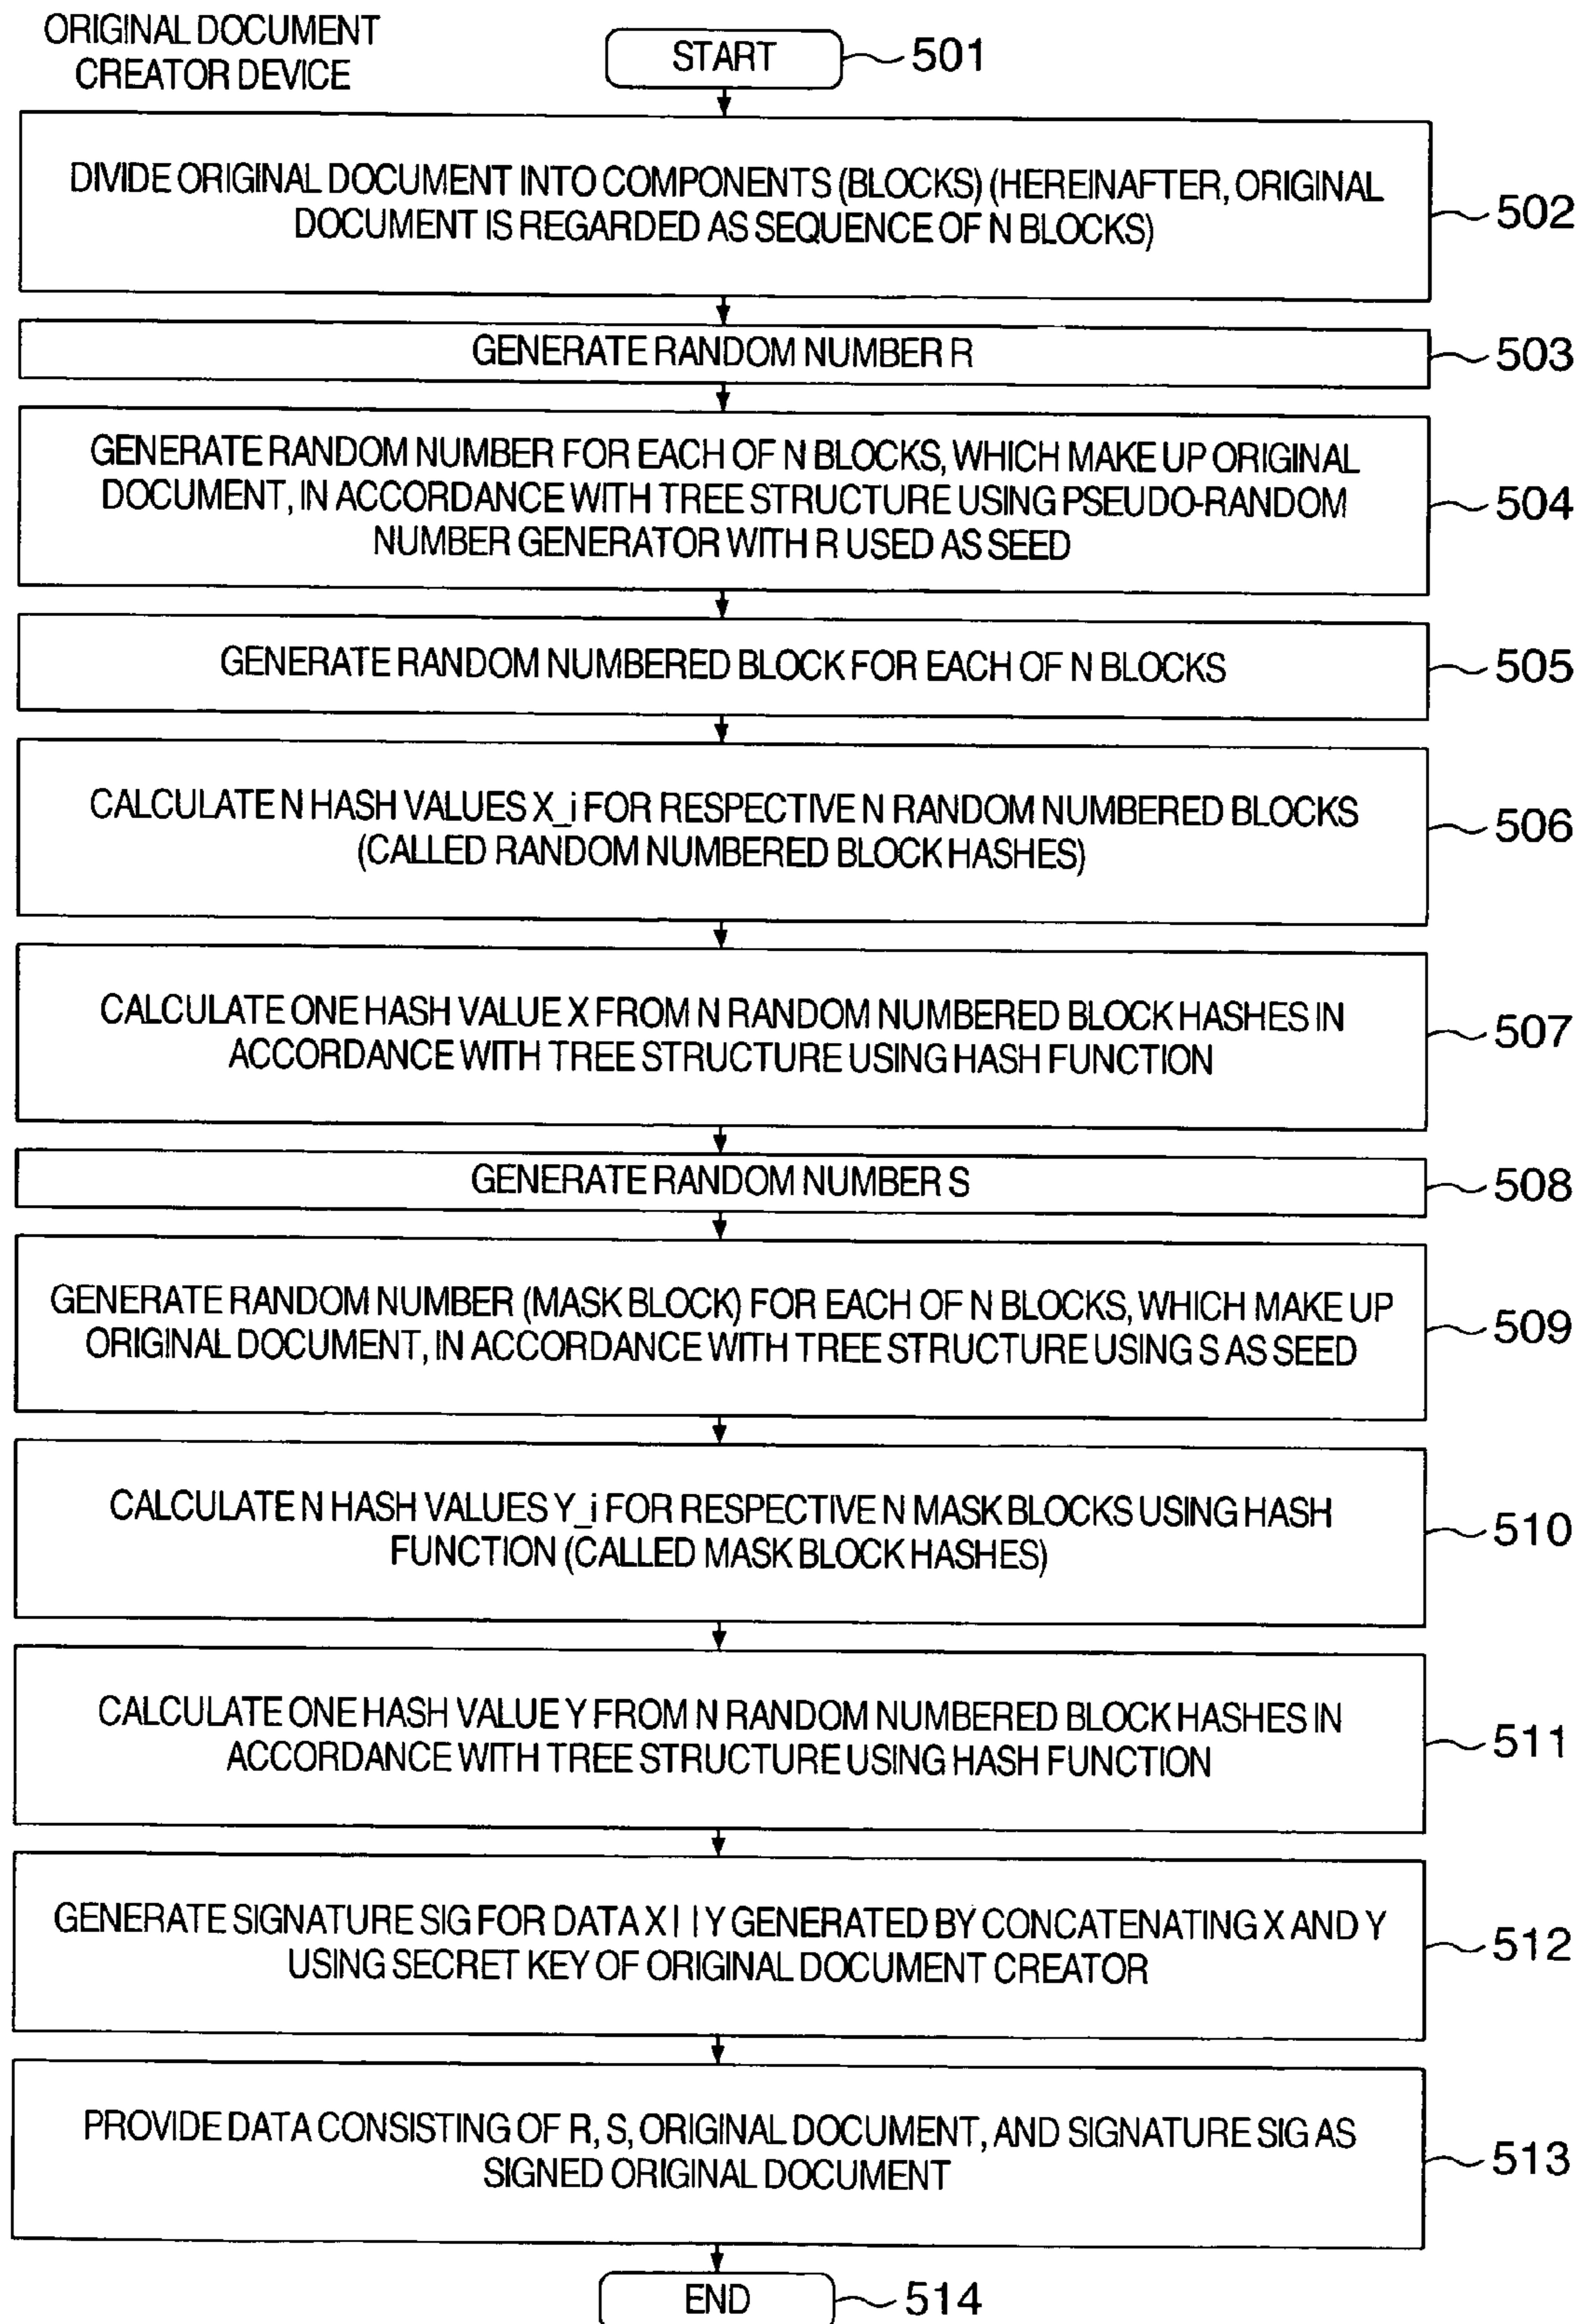 ORIGINAL DOCUMENT
CREATOR DEVICE
START
501
DIVIDE ORIGINAL DOCUMENT INTO COMPONENTS (BLOCKS) (HEREINAFTER, ORIGINAL
DOCUMENT IS REGARDED AS SEQUENCE OF N BLOCKS)
502
GENERATE RANDOM NUMBER R
503
GENERATE RANDOM NUMBER FOR EACH OF N BLOCKS, WHICH MAKE UP ORIGINAL
DOCUMENT, IN ACCORDANCE WITH TREE STRUCTURE USING PSEUDO-RANDOM
NUMBER GENERATOR WITH R USED AS SEED
504
GENERATE RANDOM NUMBERED BLOCK FOR EACH OF N BLOCKS
505
CALCULATE N HASH VALUES X_i FOR RESPECTIVE N RANDOM NUMBERED BLOCKS
(CALLED RANDOM NUMBERED BLOCK HASHES)
506
CALCULATE ONE HASH VALUE X FROM N RANDOM NUMBERED BLOCK HASHES IN
ACCORDANCE WITH TREE STRUCTURE USING HASH FUNCTION
507
GENERATE RANDOM NUMBER S
508
GENERATE RANDOM NUMBER (MASK BLOCK) FOR EACH OF N BLOCKS, WHICH MAKE UP
ORIGINAL DOCUMENT, IN ACCORDANCE WITH TREE STRUCTURE USING S AS SEED
509
CALCULATE N HASH VALUES Y_i FOR RESPECTIVE N MASK BLOCKS USING HASH
FUNCTION (CALLED MASK BLOCK HASHES)
510
CALCULATE ONE HASH VALUE Y FROM N RANDOM NUMBERED BLOCK HASHES IN
ACCORDANCE WITH TREE STRUCTURE USING HASH FUNCTION
511
GENERATE SIGNATURE SIG FOR DATA X | | Y GENERATED BY CONCATENATING X AND Y
USING SECRET KEY OF ORIGINAL DOCUMENT CREATOR
512
PROVIDE DATA CONSISTING OF R, S, ORIGINAL DOCUMENT, AND SIGNATURE SIG AS
SIGNED ORIGINAL DOCUMENT
513
END
514